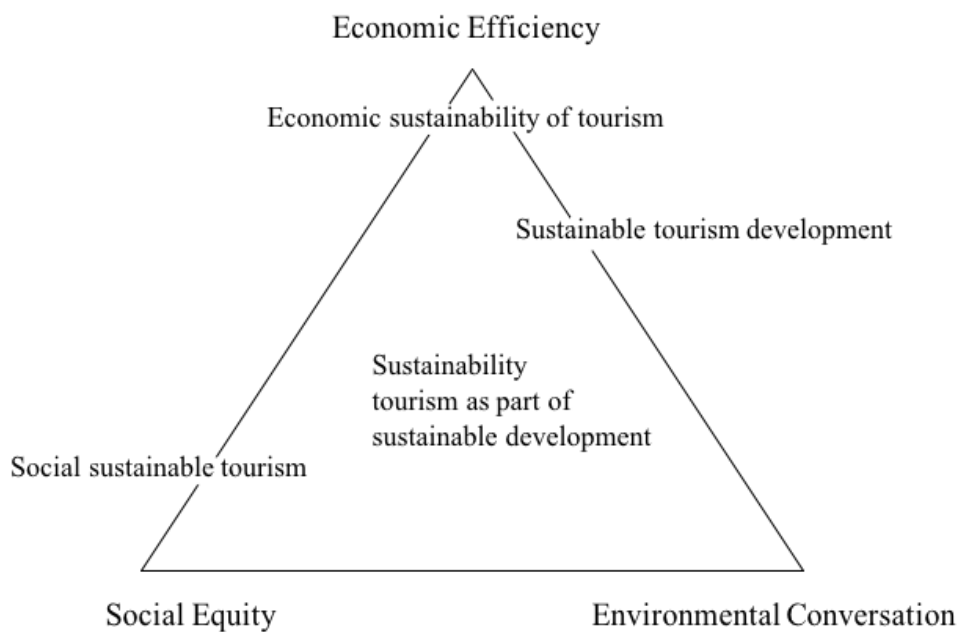 Economic Efficiency
Economic sustainability of tourism
Sustainable tourism development
Sustainability
tourism as part of
sustainable development
Social sustainable tourism
Social Equity
Environmental Conversation